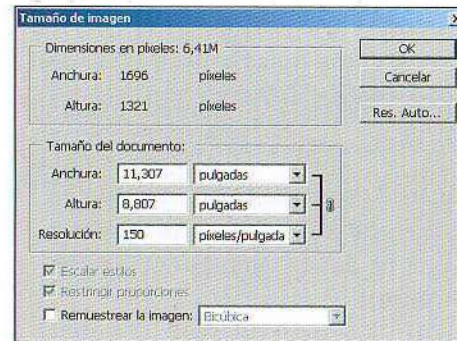 Tamaño de imagen
Dimensiones en píxeles: 6,41M
Anchura: 1696 píxeles
Altura: 1321 píxeles
OK
Cancelar
Res. Auto...
Tamaño del documento:
Anchura: 11,307 pulgadas
Altura: 8,807 pulgadas
Resolución: 150 píxeles/pulgada
Escalar estilos
Restringir proporciones
Remuestrear la imagen: Bicúbica